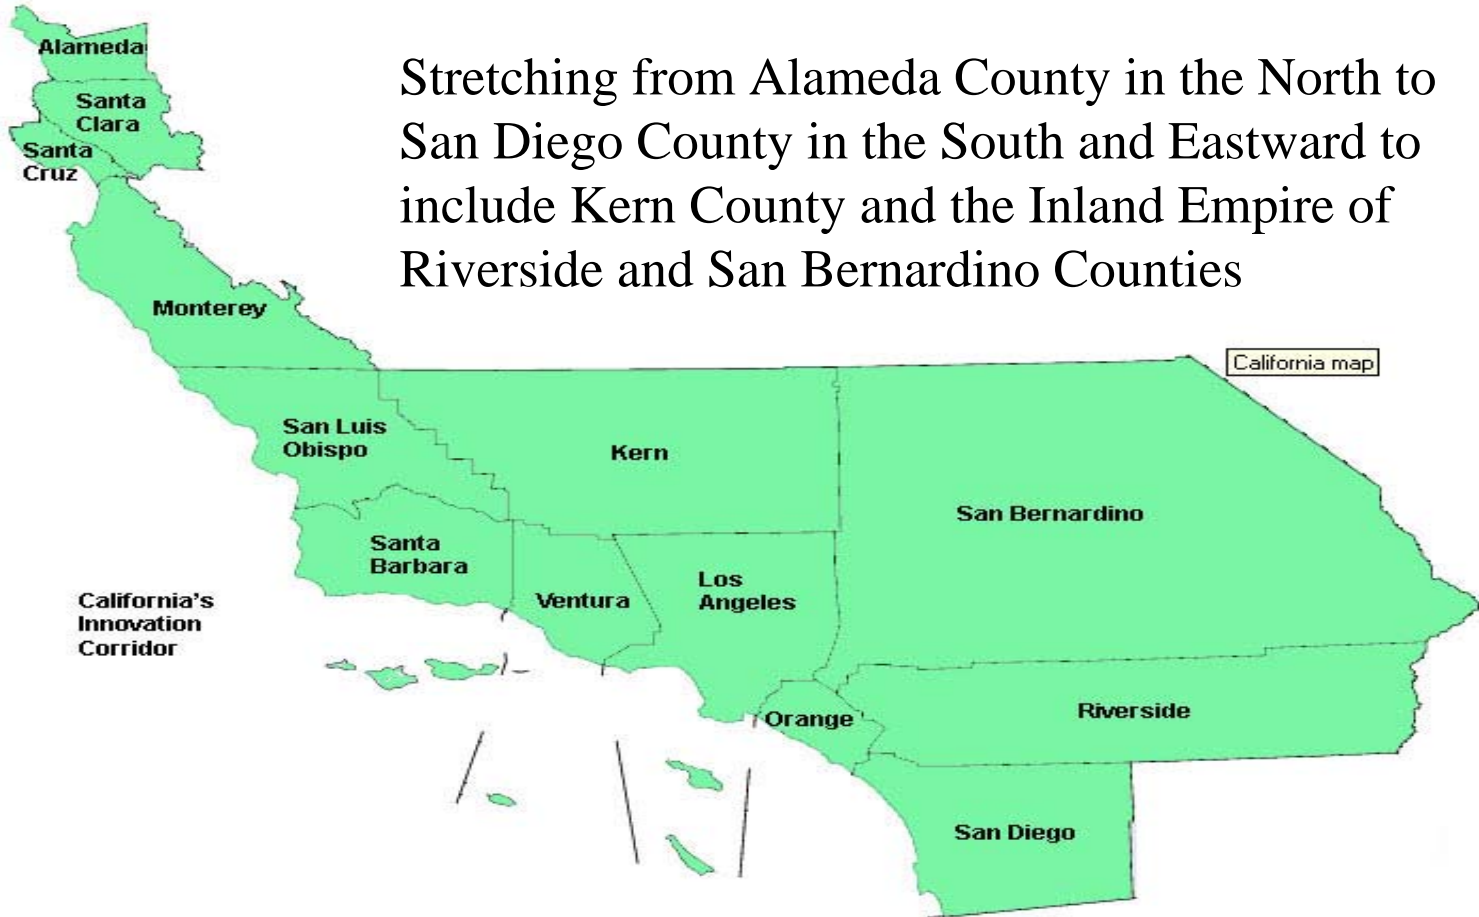 Alameda
Stretching from Alameda County in the North to
San Diego County in the South and Eastward to
include Kern County and the Inland Empire of
Riverside and San Bernardino Counties
Santa
Clara
Santa
Cruz
Monterey
California map
San Luis
Obispo
Kern
San Bernardino
Santa
Barbara
Ventura
Los
Angeles
California's
Innovation
Corridor
Orange
Riverside
San Diego